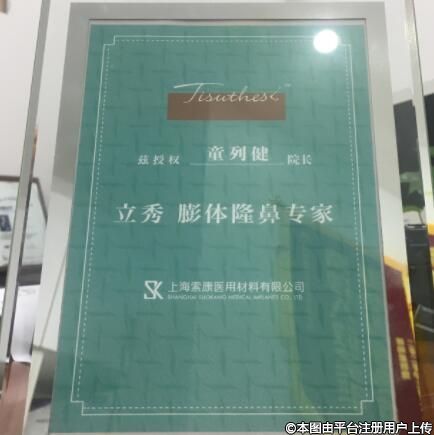 Tisuthesi
兹授权 童列健 院长
立秀 膨体隆鼻专家
SK 上海索康医用材料有限公司
SHANGHAI SUOKANG MEDICAL IMPLANTS CO., LTD
©本图由平台注册用户上传